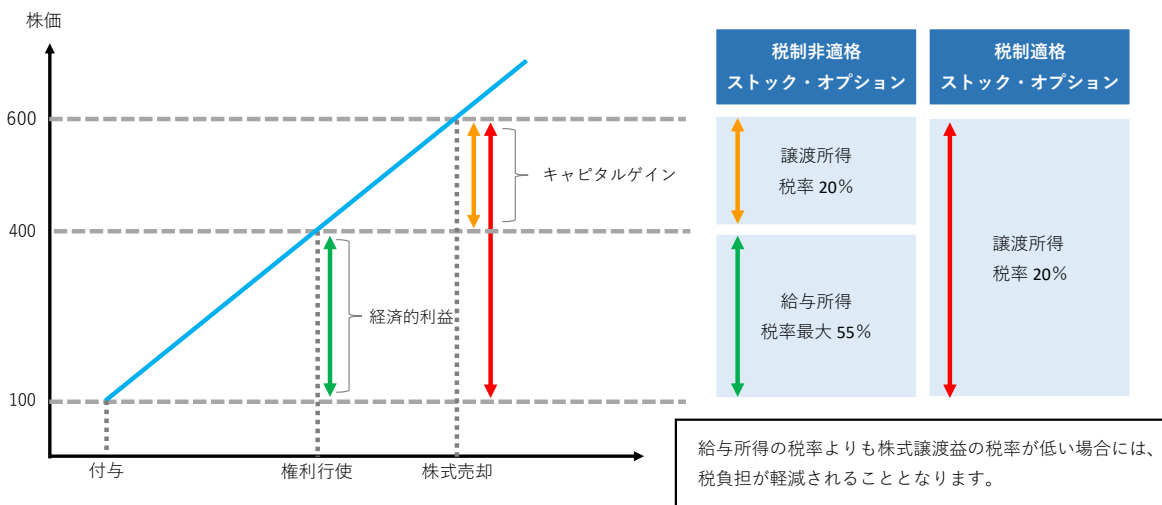 株価
600
400
100
付与
権利行使
株式売却
経済的利益
キャピタルゲイン
税制非適格
ストック・オプション
税制適格
ストック・オプション
譲渡所得
税率 20%
給与所得
税率最大 55%
譲渡所得
税率 20%
給与所得の税率よりも株式譲渡益の税率が低い場合には、
税負担が軽減されることとなります。